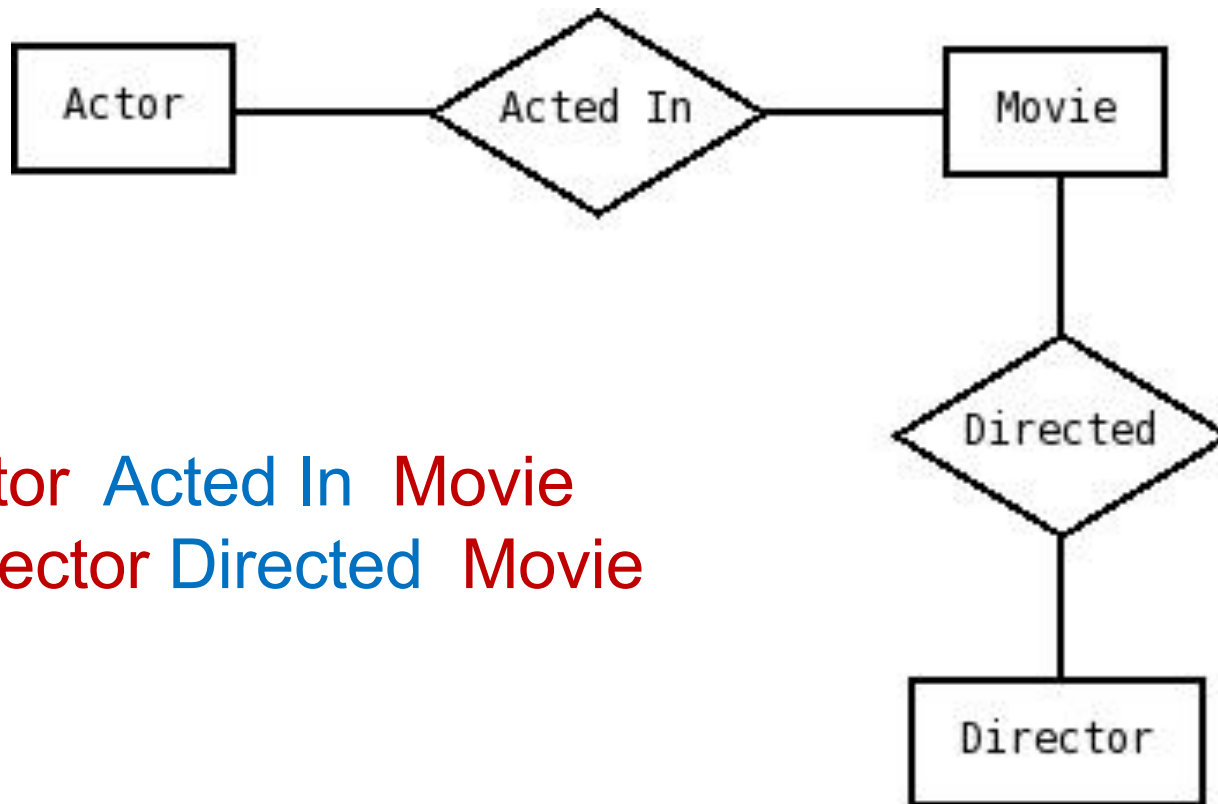 Actor
Acted In
Movie
Directed
tor Acted In Movie
ector Directed Movie
Director